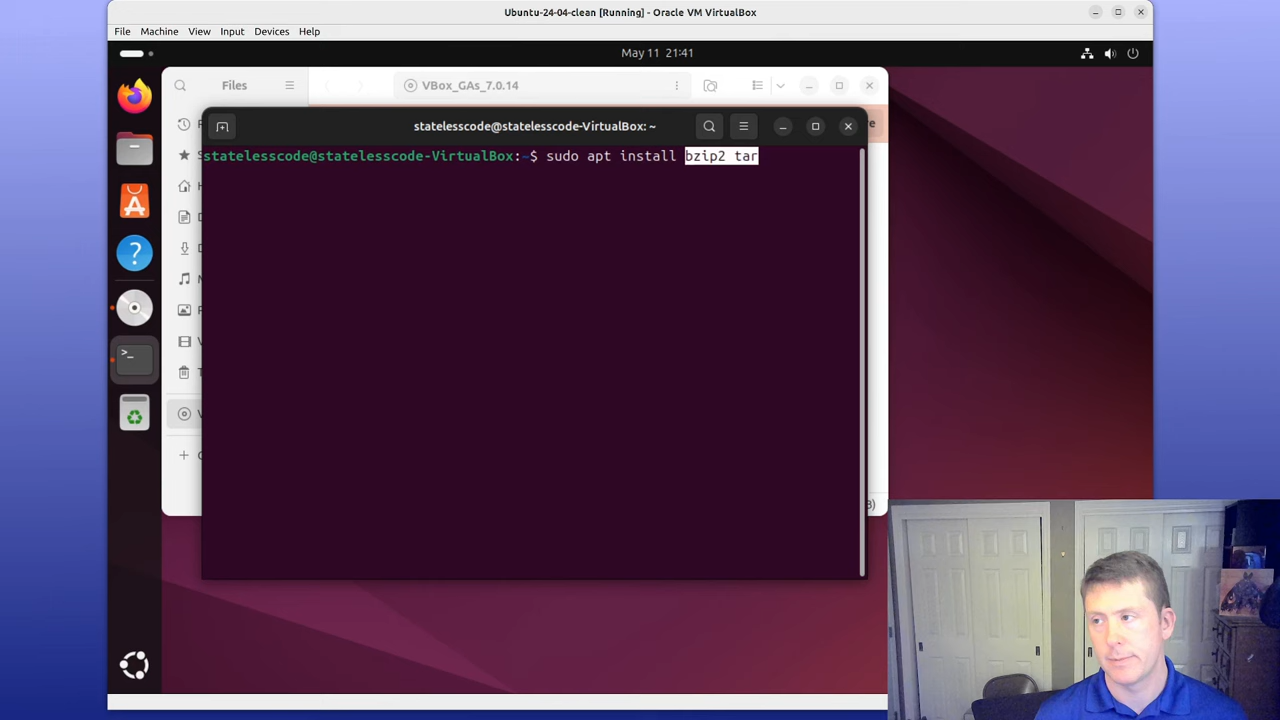 Ubuntu-24-04-clean [Running] - Oracle VM VirtualBox
File Machine View Input Devices Help
May 11 21:41
Files
VBox_GAs_7.0.14
statelesscode@statelesscode-VirtualBox: ~
statelesscode@statelesscode-VirtualBox:~$ sudo apt install bzip2 tar